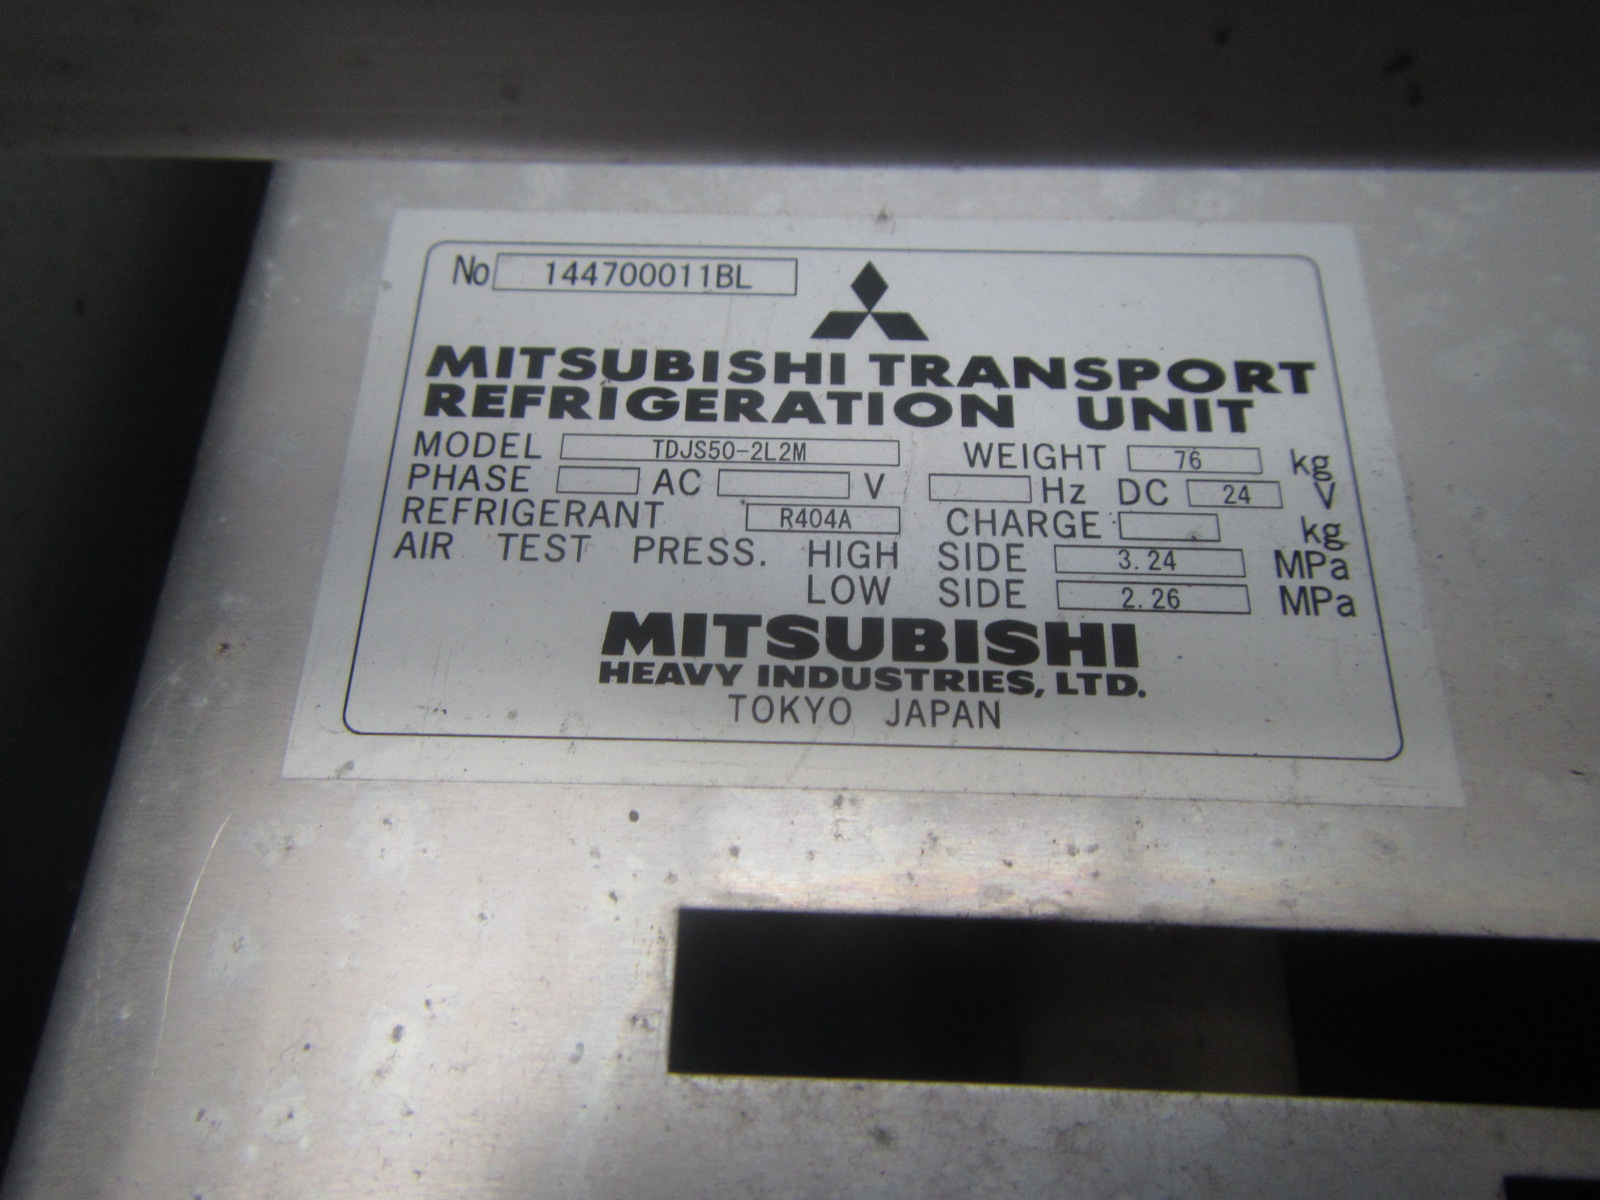 No 144700011BL
MITSUBISHI TRANSPORT
REFRIGERATION UNIT
MODEL TDJS50-2L2M WEIGHT 76 kg
PHASE AC V Hz DC 24 V
REFRIGERANT R404A CHARGE kg
AIR TEST PRESS. HIGH SIDE 3.24 MPa
LOW SIDE 2.26 MPa
MITSUBISHI
HEAVY INDUSTRIES, LTD.
TOKYO JAPAN